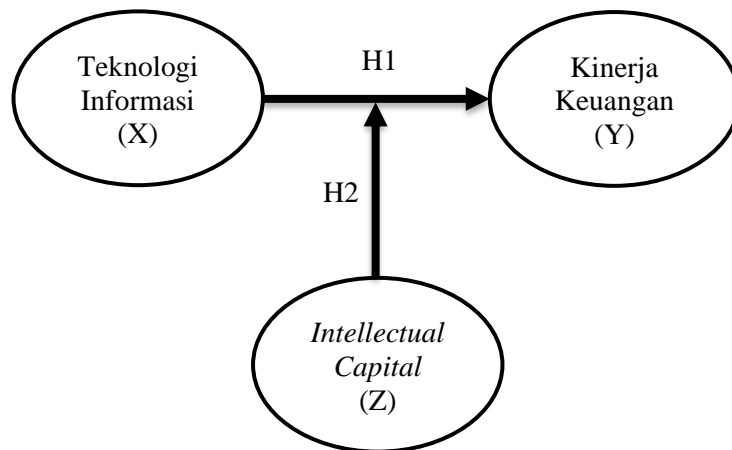 Teknologi
Informasi
(X)
H1
Kinerja
Keuangan
(Y)
H2
Intellectual
Capital
(Z)